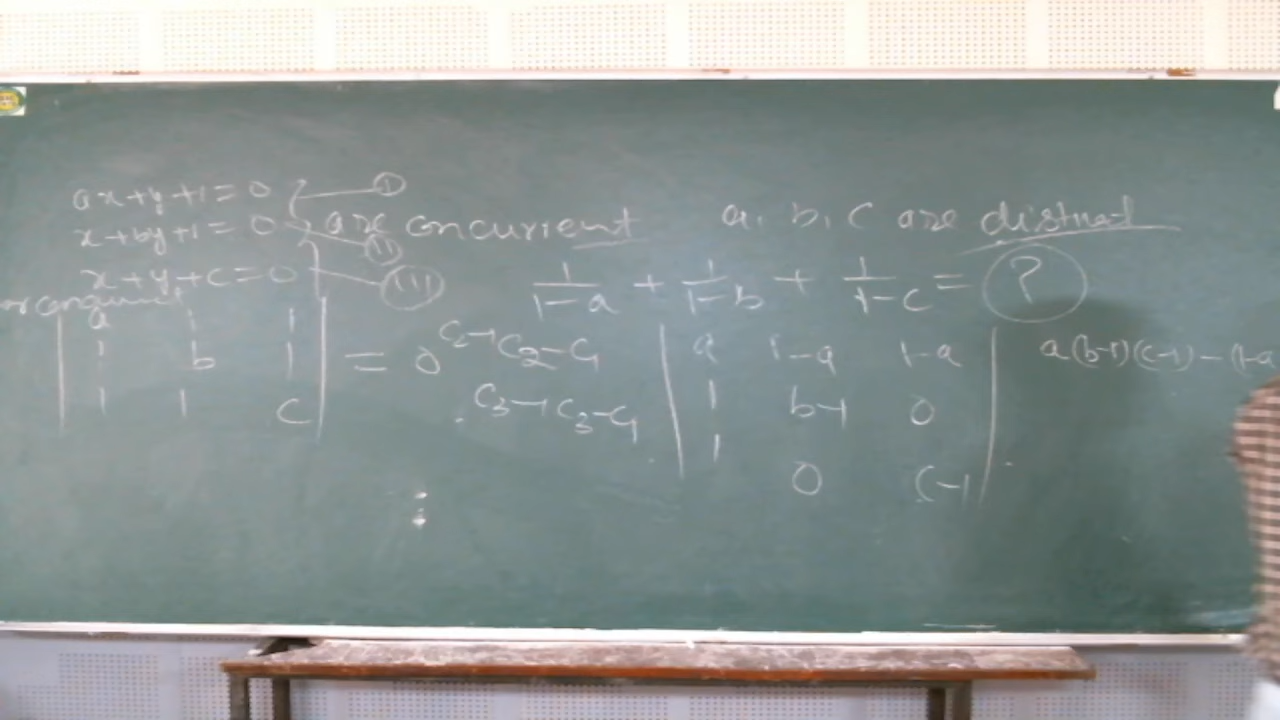 ax+y+1=0 (I)
x+by+1=0 (II)
x+y+c=0 (III)
are concurrent
a, b, c are distinct
1/(1-a) + 1/(1-b) + 1/(1-c) = ?
| a 1 1 |
| 1 b 1 | = 0
| 1 1 c |
C2→C2-C1
C3→C3-C1
| a 1-a 1-a |
| 1 b-1 0 |
| 1 0 c-1 |
a(b-1)(c-1)-(1-a